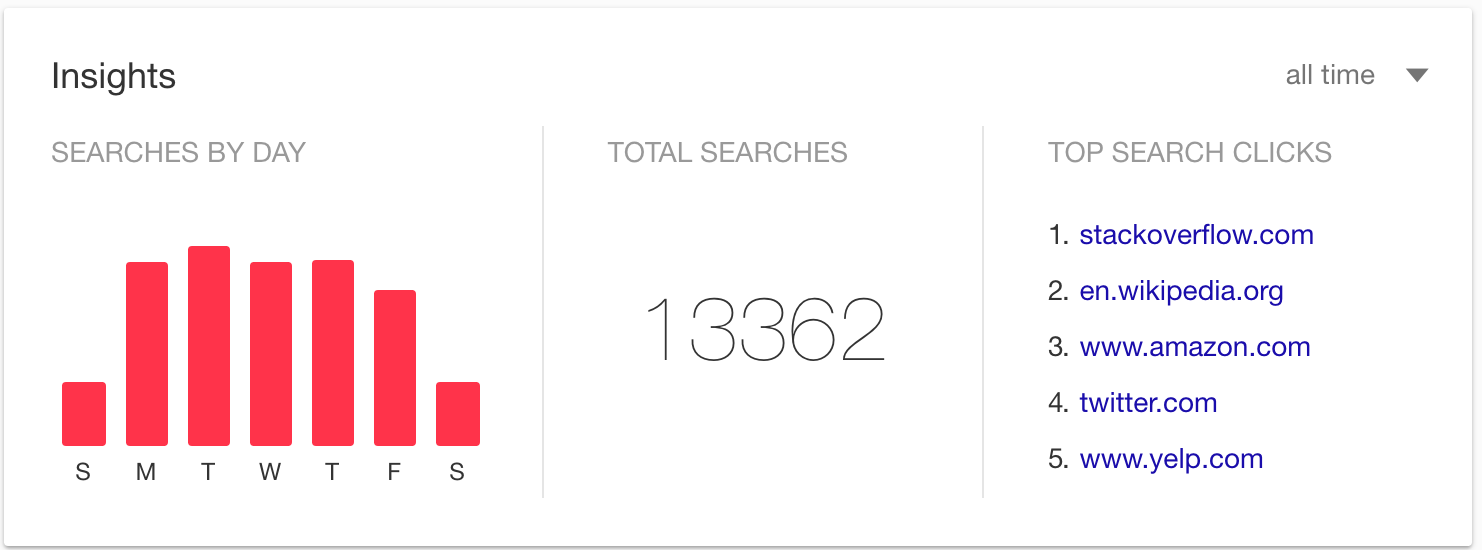 Insights
all time
SEARCHES BY DAY
S M T W T F S
TOTAL SEARCHES
13362
TOP SEARCH CLICKS
1. stackoverflow.com
2. en.wikipedia.org
3. www.amazon.com
4. twitter.com
5. www.yelp.com